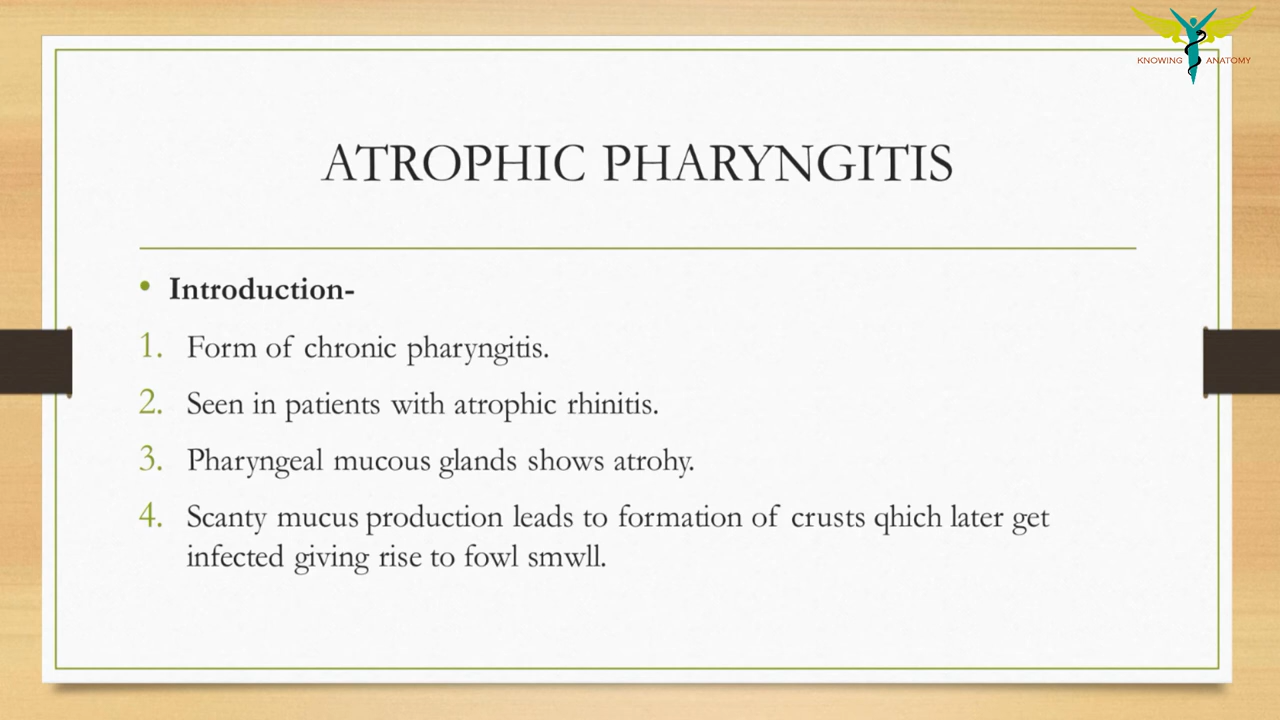 KNOWING ANATOMY
ATROPHIC PHARYNGITIS
• Introduction-
1. Form of chronic pharyngitis.
2. Seen in patients with atrophic rhinitis.
3. Pharyngeal mucous glands shows atrohy.
4. Scanty mucus production leads to formation of crusts qhich later get
infected giving rise to fowl smwll.